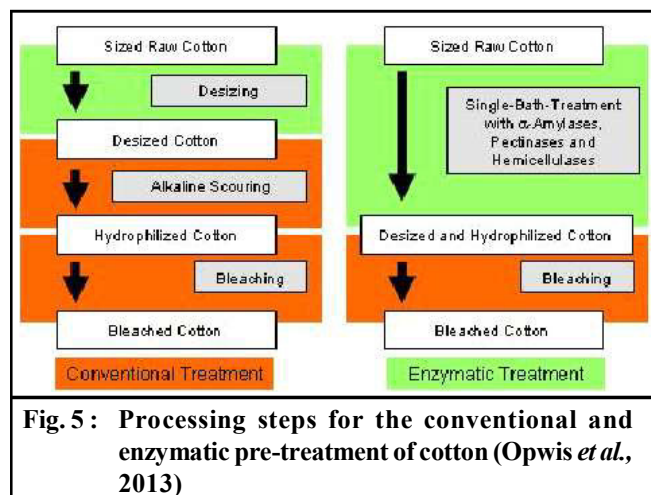 Sized Raw Cotton
Desizing
Desized Cotton
Alkaline Scouring
Hydrophilized Cotton
Bleaching
Bleached Cotton
Conventional Treatment
Sized Raw Cotton
Single-Bath-Treatment
with α-Amylases,
Pectinases and
Hemicellulases
Desized and Hydrophilized Cotton
Bleaching
Bleached Cotton
Enzymatic Treatment
Fig. 5 : Processing steps for the conventional and
enzymatic pre-treatment of cotton (Opwis et al.,
2013)